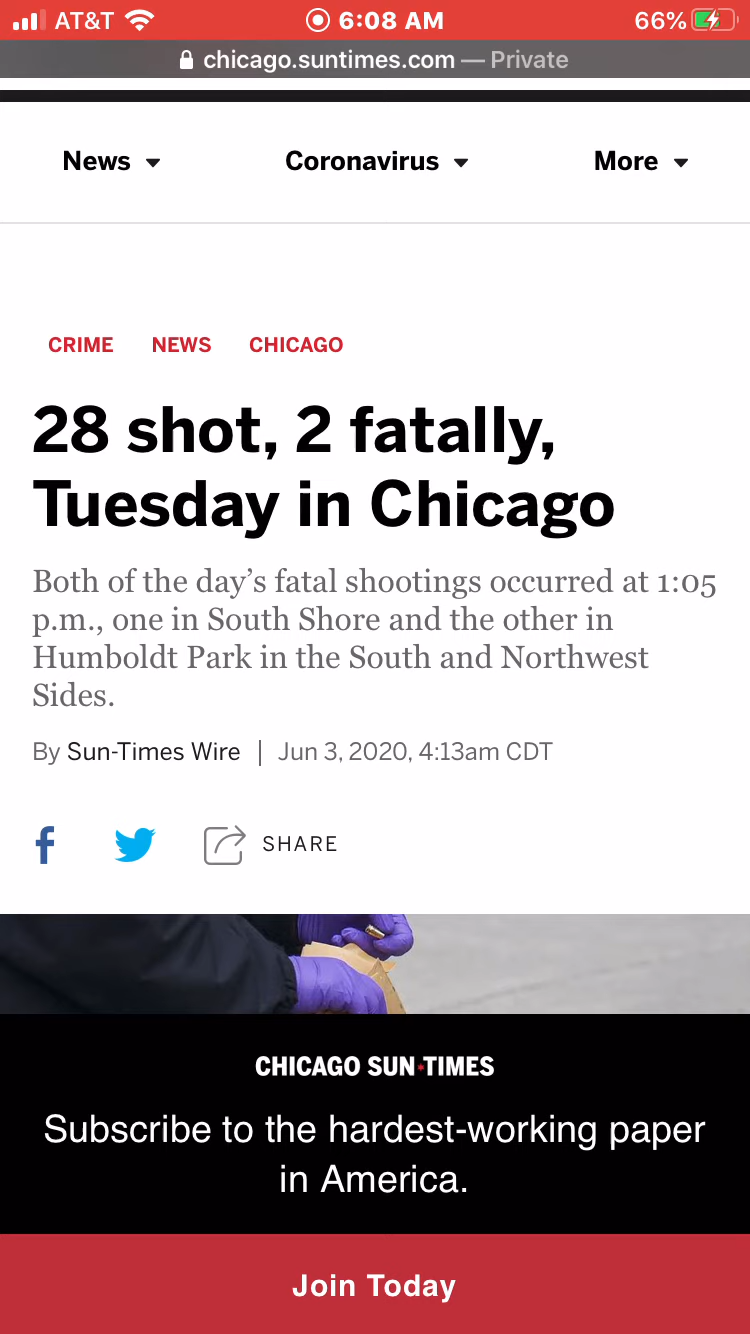 AT&T 6:08 AM 66%
chicago.suntimes.com — Private
News Coronavirus More
CRIME NEWS CHICAGO
28 shot, 2 fatally,
Tuesday in Chicago
Both of the day’s fatal shootings occurred at 1:05
p.m., one in South Shore and the other in
Humboldt Park in the South and Northwest
Sides.
By Sun-Times Wire | Jun 3, 2020, 4:13am CDT
f SHARE
CHICAGO SUN*TIMES
Subscribe to the hardest-working paper
in America.
Join Today